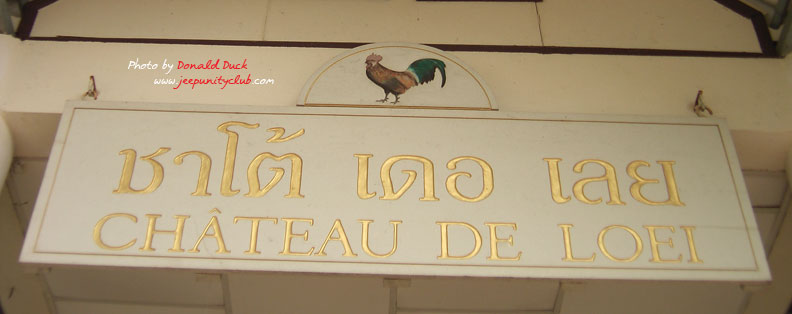 Photo by Donald Duck
www.jeepunityclub.com
ชาโต้ เดอ เลย
CHÂTEAU DE LOEI